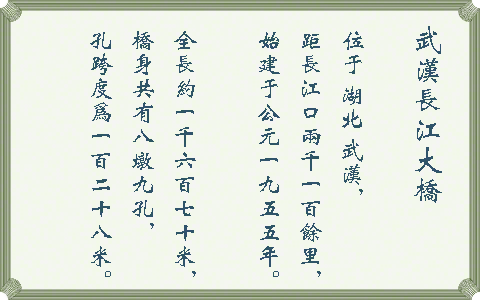 武漢長江大橋
位于湖北武漢，
距長江口兩千一百餘里，
始建于公元一九五五年。
全長約一千六百七十米，
橋身共有八墩九孔，
孔跨度爲一百二十八米。